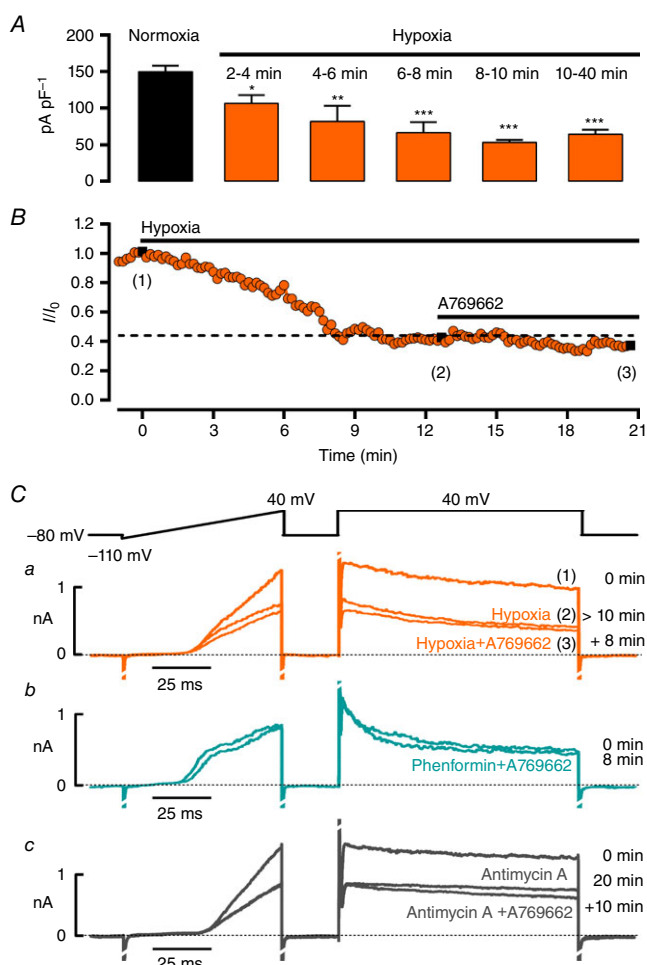 A
Normoxia
Hypoxia
2-4 min 4-6 min 6-8 min 8-10 min 10-40 min
* ** *** *** ***
pA pF⁻¹
200
150
100
50
0
B
Hypoxia
A769662
(1)
(2)
(3)
I/I₀
1.2
1.0
0.8
0.6
0.4
0.2
0.0
0 3 6 9 12 15 18 21
Time (min)
C
40 mV
40 mV
–80 mV
–110 mV
a
1
nA
0
25 ms
(1) 0 min
Hypoxia (2) > 10 min
Hypoxia+A769662 (3) + 8 min
b
1
nA
0
25 ms
0 min
8 min
Phenformin+A769662
c
1
nA
0
25 ms
0 min
Antimycin A 20 min
Antimycin A +A769662 +10 min